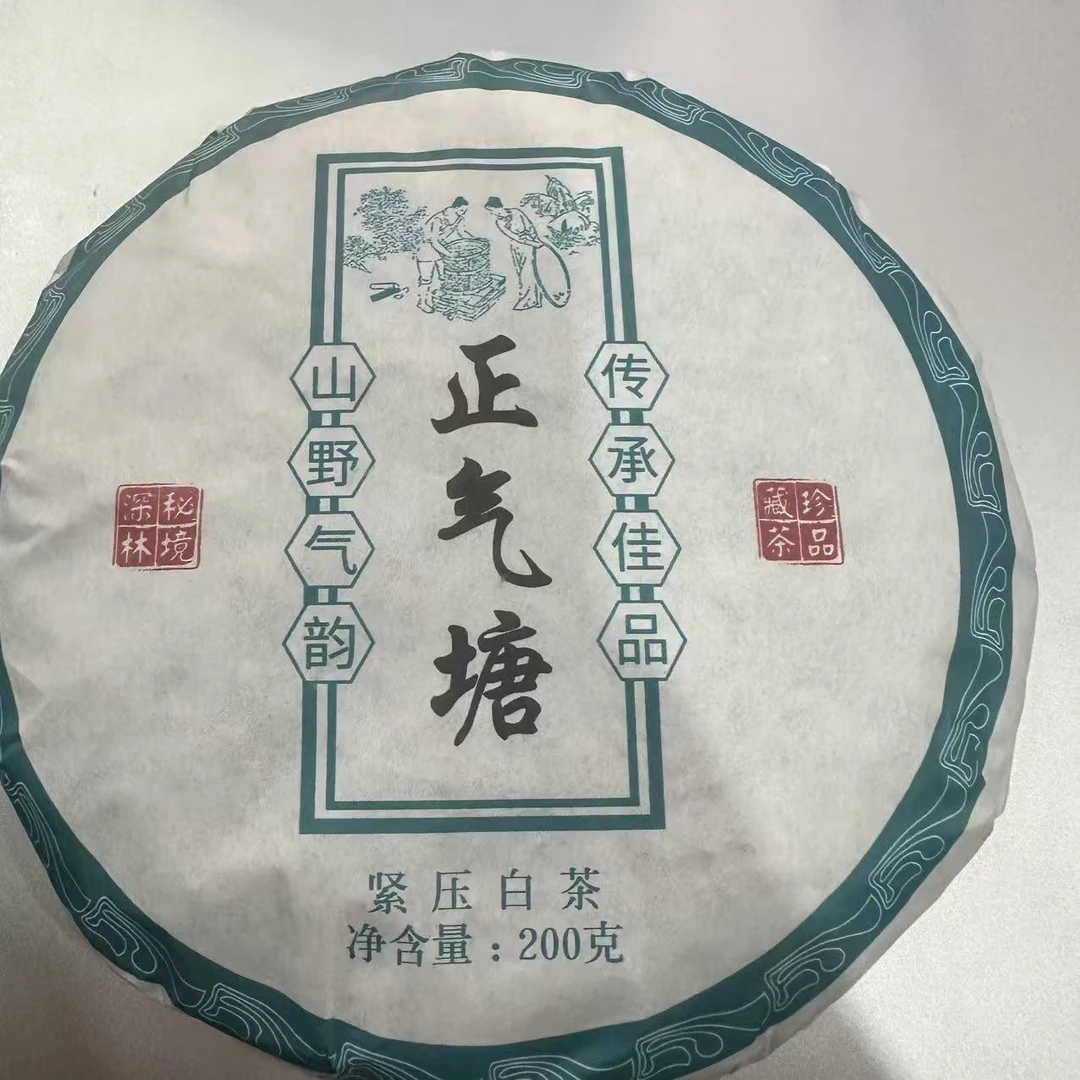 正气塘
传承佳品
山野气韵
珍品
藏茶
秘境
深林
紧压白茶
净含量：200克